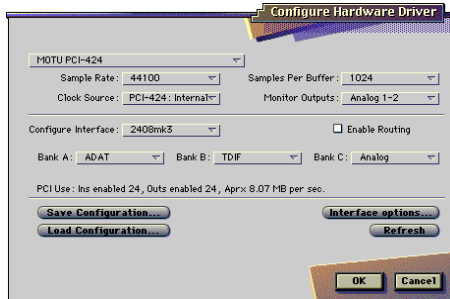 Configure Hardware Driver
MOTU PCI-424
Sample Rate: 44100 Samples Per Buffer: 1024
Clock Source: PCI-424: Internal Monitor Outputs: Analog 1-2
Configure Interface: 2408mk3 Enable Routing
Bank A: ADAT Bank B: TDIF Bank C: Analog
PCI Use: Ins enabled 24, Outs enabled 24, Aprx 8.07 MB per sec.
Save Configuration... Interface options...
Load Configuration... Refresh
OK Cancel